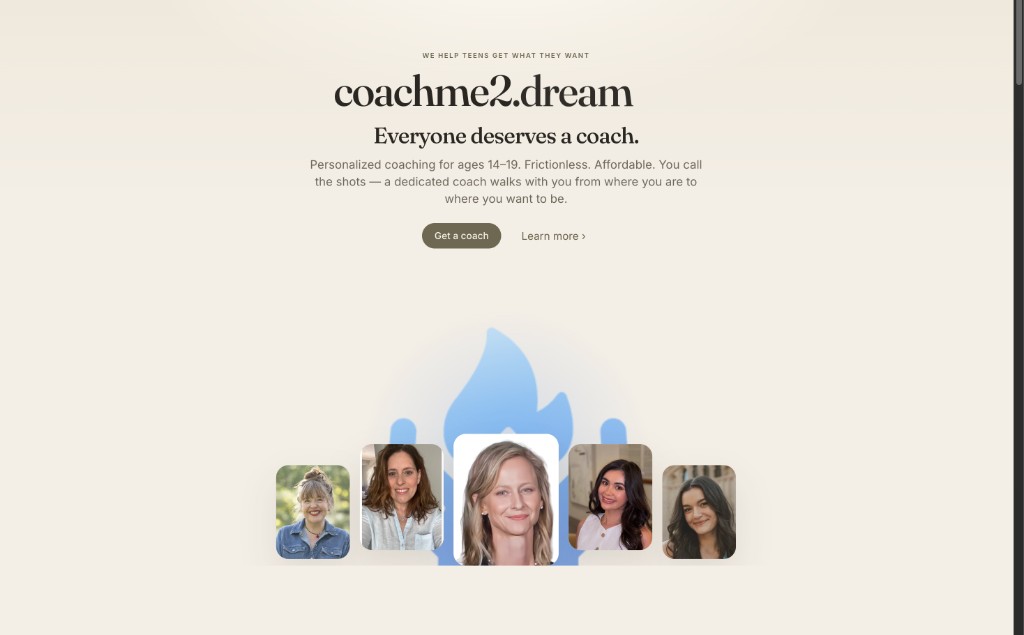 WE HELP TEENS GET WHAT THEY WANT
coachme2.dream
Everyone deserves a coach.
Personalized coaching for ages 14–19. Frictionless. Affordable. You call
the shots — a dedicated coach walks with you from where you are to
where you want to be.
Get a coach
Learn more ›